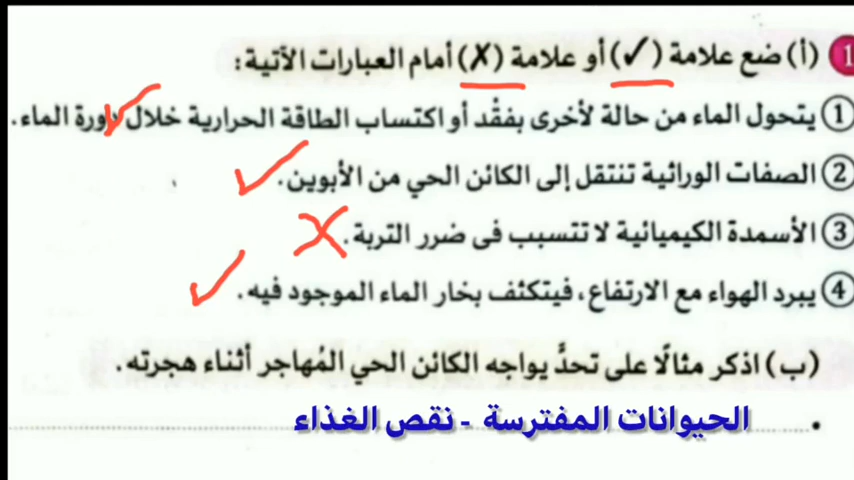 1 (أ) ضع علامة (✓) أو علامة (✗) أمام العبارات الآتية:
① يتحول الماء من حالة لأخرى بفقْد أو اكتساب الطاقة الحرارية خلال دورة الماء.
② الصفات الوراثية تنتقل إلى الكائن الحي من الأبوين.
③ الأسمدة الكيميائية لا تتسبب فى ضرر التربة.
④ يبرد الهواء مع الارتفاع، فيتكثف بخار الماء الموجود فيه.
(ب) اذكر مثالًا على تحدٍّ يواجه الكائن الحي المُهاجر أثناء هجرته.
الحيوانات المفترسة - نقص الغذاء